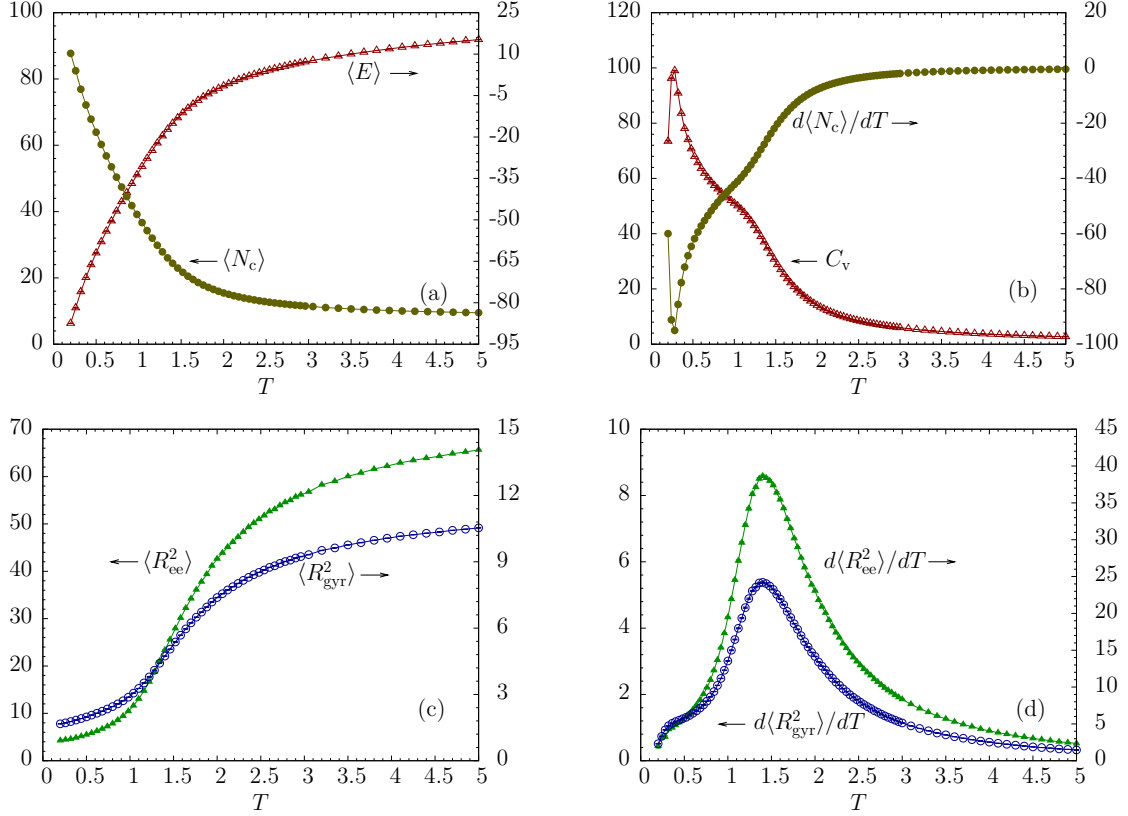 100
80
60
40
20
0
25
10
-5
-20
-35
-50
-65
-80
-95
0 0.5 1 1.5 2 2.5 3 3.5 4 4.5 5
T
⟨E⟩ →
← ⟨N_c⟩
(a)
120
100
80
60
40
20
0
20
0
-20
-40
-60
-80
-100
0 0.5 1 1.5 2 2.5 3 3.5 4 4.5 5
T
d⟨N_c⟩/dT →
← C_v
(b)
70
60
50
40
30
20
10
0
15
12
9
6
3
0
0 0.5 1 1.5 2 2.5 3 3.5 4 4.5 5
T
← ⟨R²_ee⟩
⟨R²_gyr⟩ →
(c)
10
8
6
4
2
0
45
40
35
30
25
20
15
10
5
0
0 0.5 1 1.5 2 2.5 3 3.5 4 4.5 5
T
d⟨R²_ee⟩/dT →
← d⟨R²_gyr⟩/dT
(d)